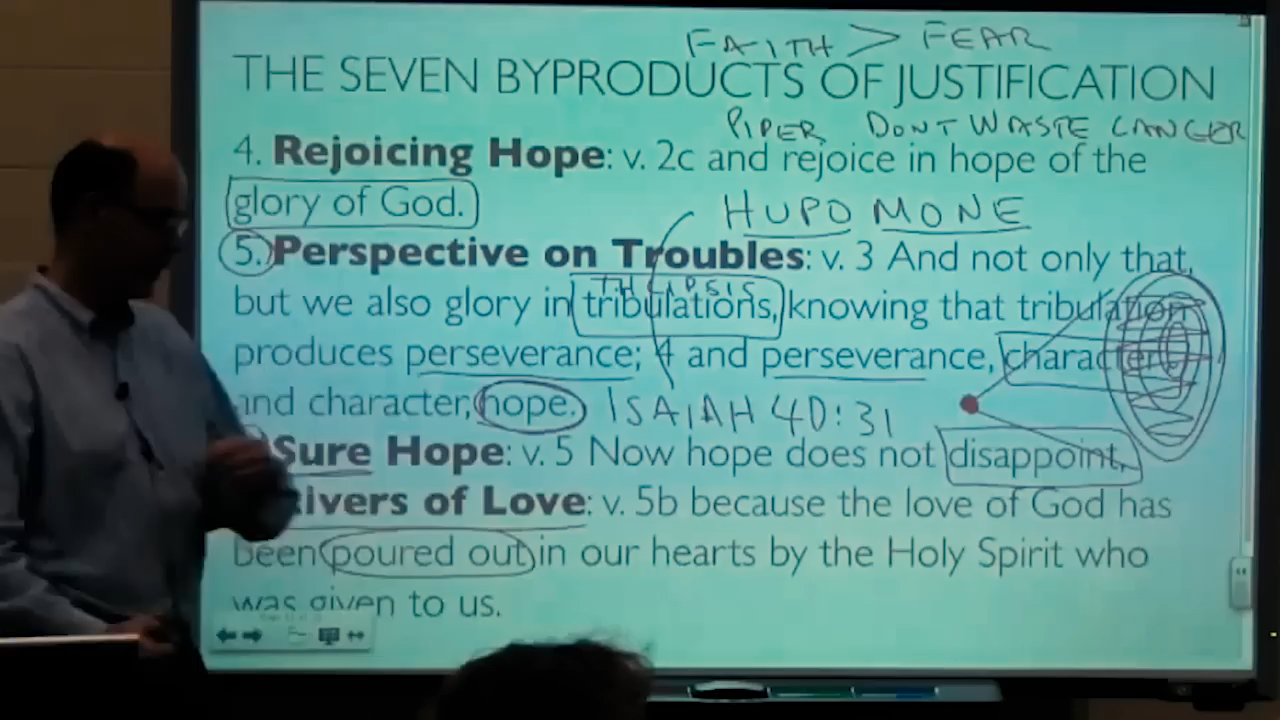 FAITH > FEAR
THE SEVEN BYPRODUCTS OF JUSTIFICATION
PIPER DONT WASTE CANCER
4. Rejoicing Hope: v. 2c and rejoice in hope of the
glory of God.
HUPO MONE
5. Perspective on Troubles: v. 3 And not only that,
THLIPSIS
but we also glory in tribulations, knowing that tribulation
produces perseverance; 4 and perseverance, character;
and character, hope. ISAIAH 40:31
Sure Hope: v. 5 Now hope does not disappoint,
Rivers of Love: v. 5b because the love of God has
been poured out in our hearts by the Holy Spirit who
was given to us.